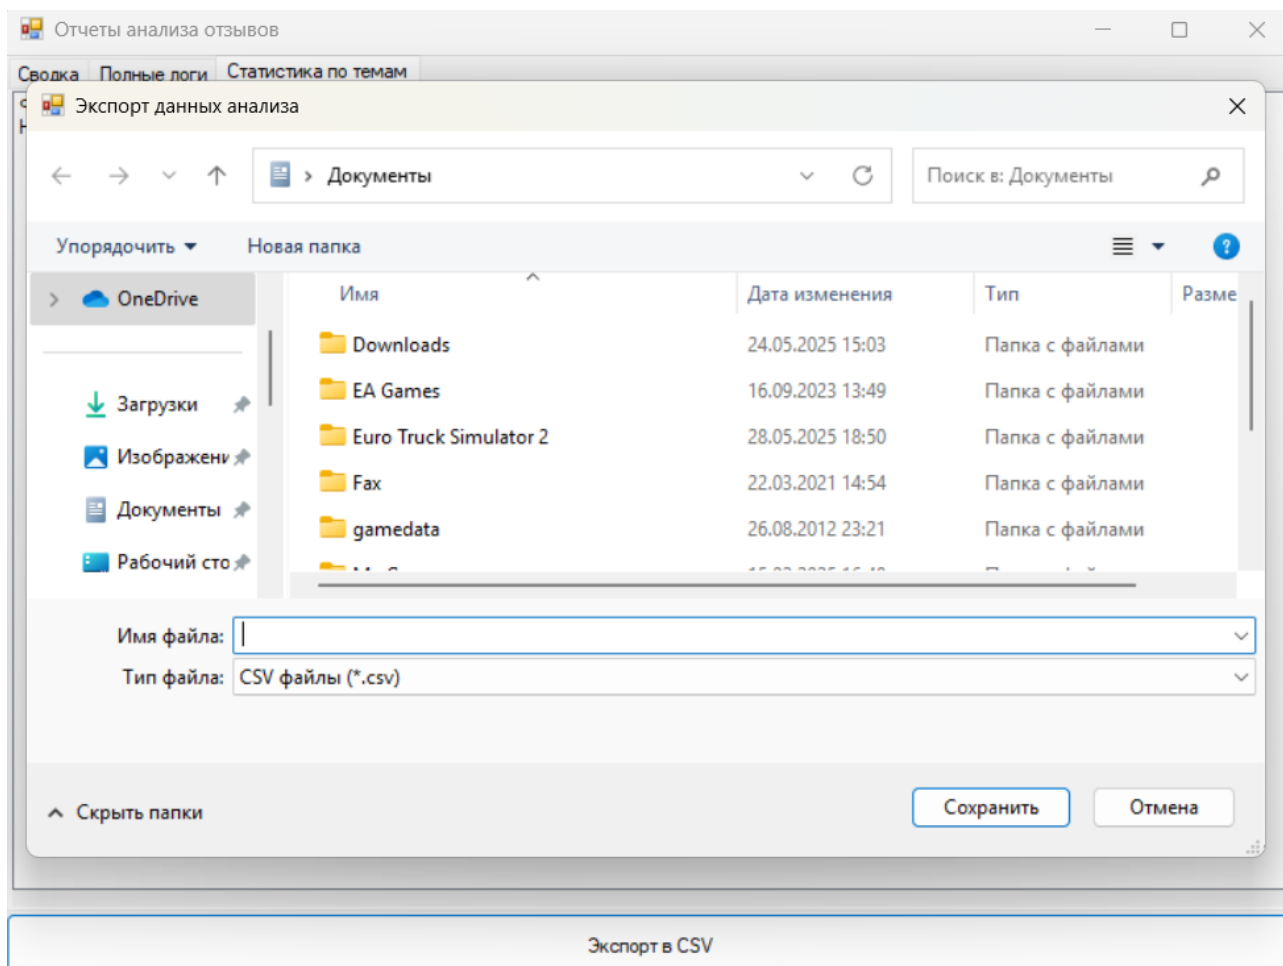 Отчеты анализа отзывов
Сводка Полные логи Статистика по темам
Экспорт данных анализа
Документы
Поиск в: Документы
Упорядочить Новая папка
OneDrive
Загрузки
Изображени
Документы
Рабочий сто
Имя Дата изменения Тип Разме
Downloads 24.05.2025 15:03 Папка с файлами
EA Games 16.09.2023 13:49 Папка с файлами
Euro Truck Simulator 2 28.05.2025 18:50 Папка с файлами
Fax 22.03.2021 14:54 Папка с файлами
gamedata 26.08.2012 23:21 Папка с файлами
Имя файла:
Тип файла: CSV файлы (*.csv)
Скрыть папки
Сохранить Отмена
Экспорт в CSV